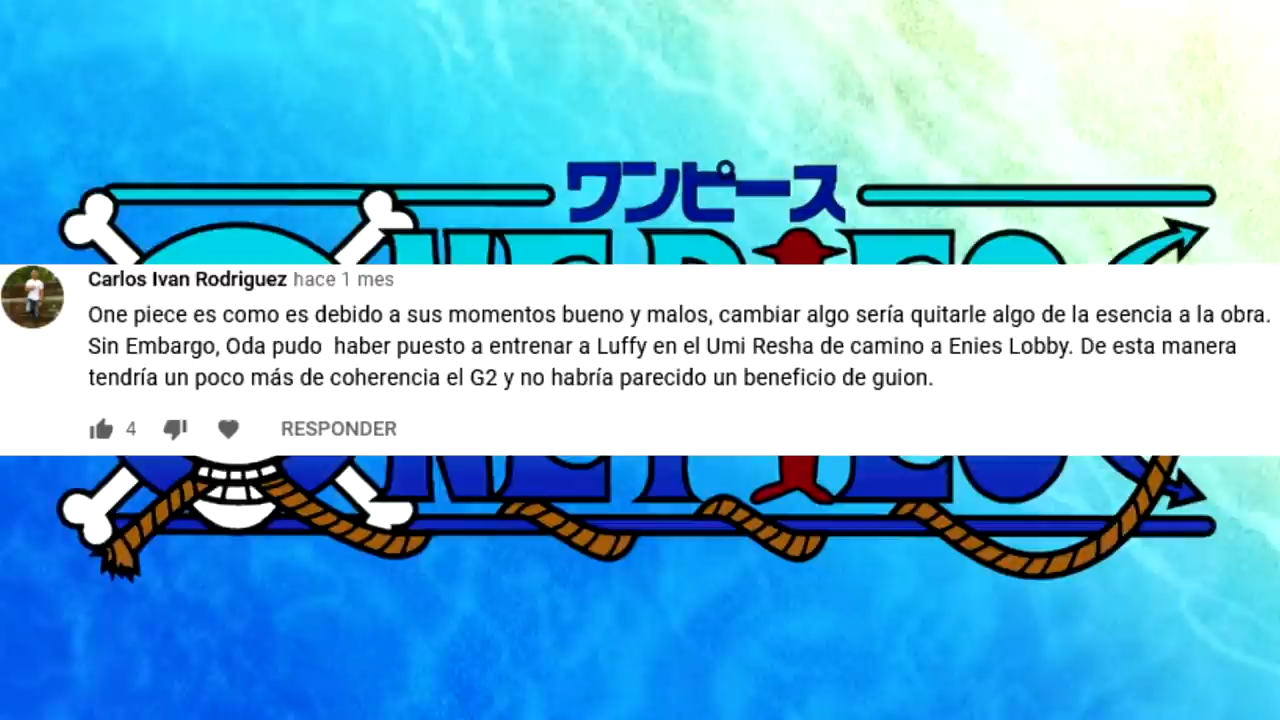 ワンピース
Carlos Ivan Rodriguez hace 1 mes
One piece es como es debido a sus momentos bueno y malos, cambiar algo sería quitarle algo de la esencia a la obra.
Sin Embargo, Oda pudo  haber puesto a entrenar a Luffy en el Umi Resha de camino a Enies Lobby. De esta manera
tendría un poco más de coherencia el G2 y no habría parecido un beneficio de guion.
4 RESPONDER